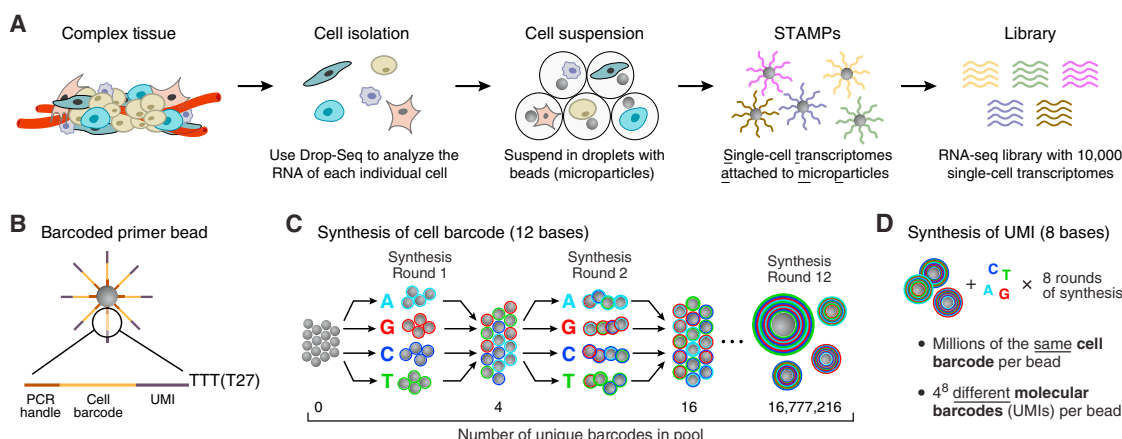 A
Complex tissue
Cell isolation
Cell suspension
STAMPs
Library
Use Drop-Seq to analyze the
RNA of each individual cell
Suspend in droplets with
beads (microparticles)
Single-cell transcriptomes
attached to microparticles
RNA-seq library with 10,000
single-cell transcriptomes
B
Barcoded primer bead
TTT(T27)
PCR
handle
Cell
barcode
UMI
C
Synthesis of cell barcode (12 bases)
Synthesis
Round 1
Synthesis
Round 2
Synthesis
Round 12
A
G
C
T
A
G
C
T
...
0
4
16
16,777,216
Number of unique barcodes in pool
D
Synthesis of UMI (8 bases)
+
C
T
A
G
×
8 rounds
of synthesis
• Millions of the same cell
barcode per bead
• 4⁸ different molecular
barcodes (UMIs) per bead